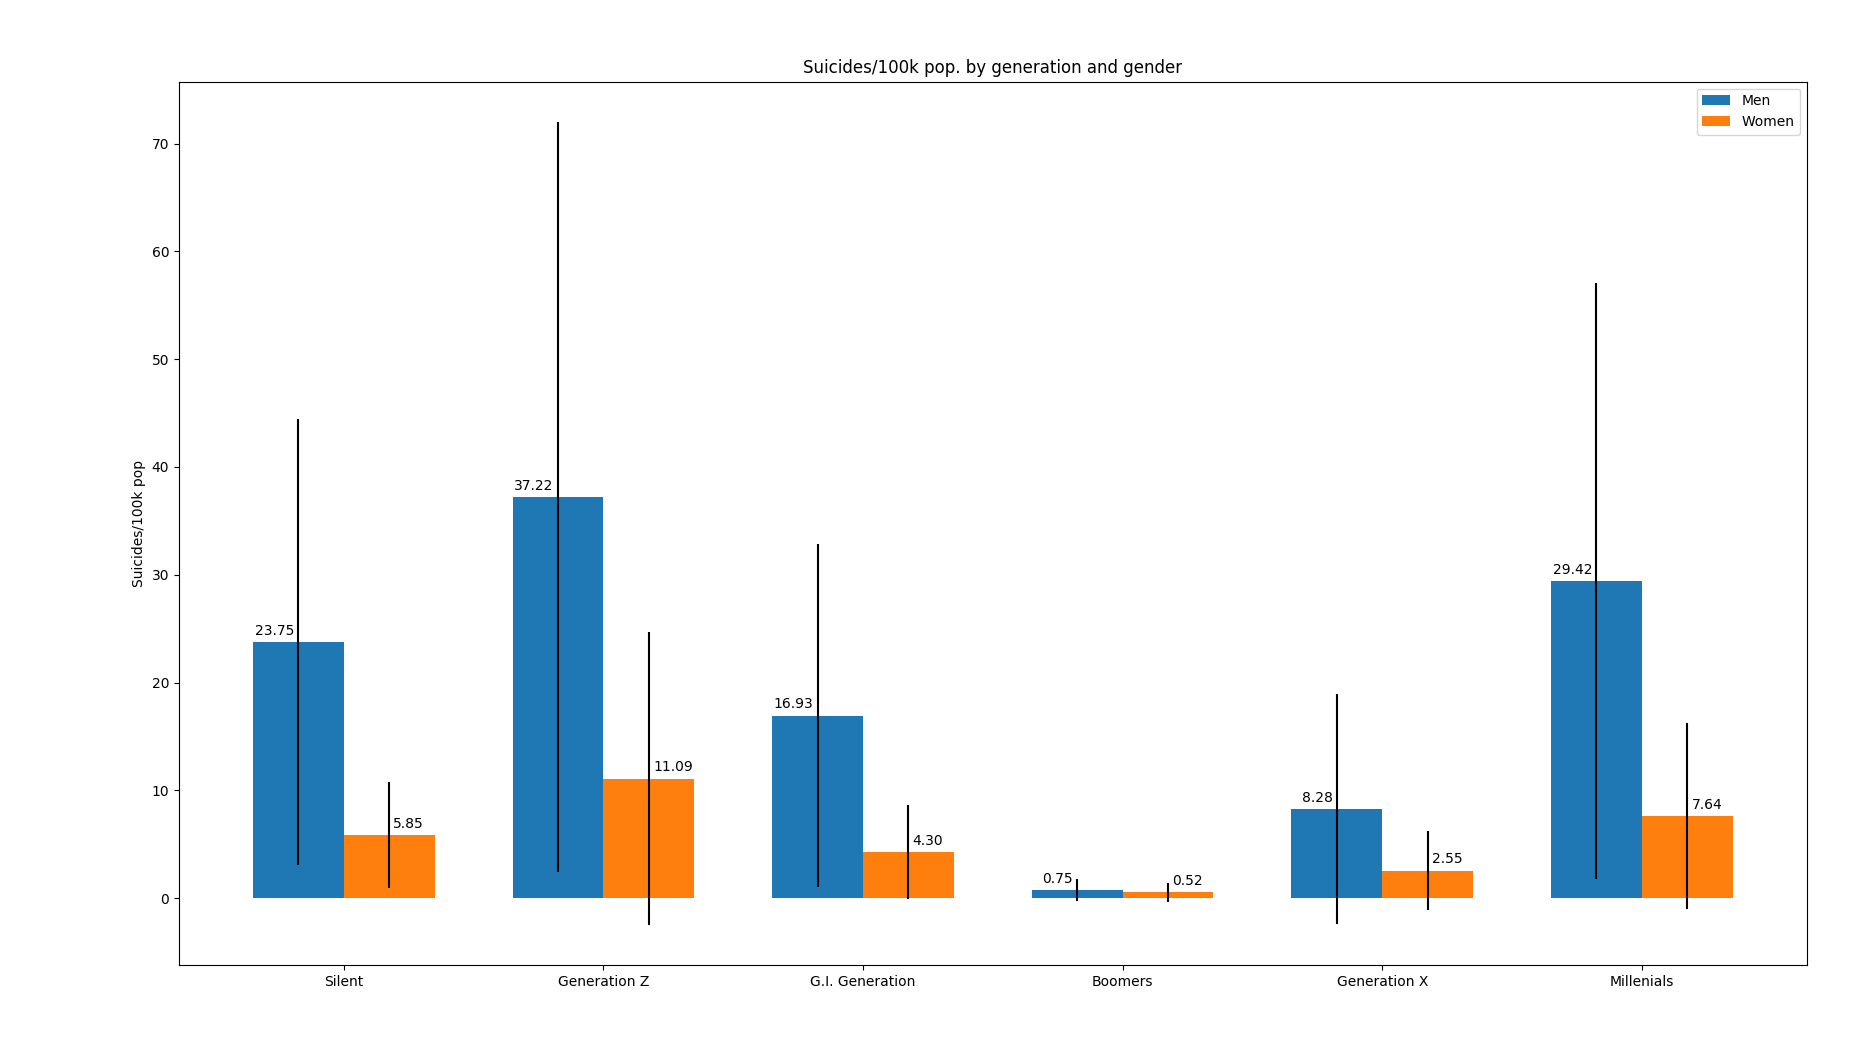 Suicides/100k pop. by generation and gender
Men
Women
Suicides/100k pop
70
60
50
40
30
20
10
0
23.75
5.85
37.22
11.09
16.93
4.30
0.75
0.52
8.28
2.55
29.42
7.64
Silent
Generation Z
G.I. Generation
Boomers
Generation X
Millenials